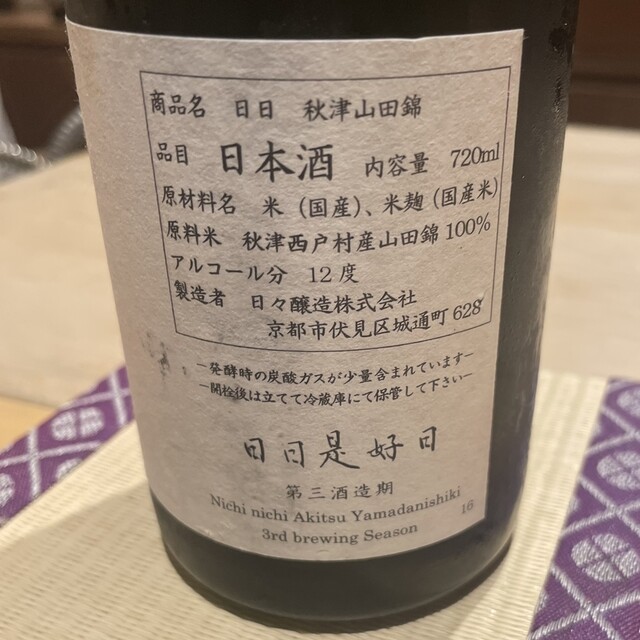 商品名 日日 秋津山田錦
品目 日本酒 内容量 720ml
原材料名 米（国産）、米麹（国産米）
原料米 秋津西戸村産山田錦100%
アルコール分 12度
製造者 日々醸造株式会社
京都市伏見区城通町628
−発酵時の炭酸ガスが少量含まれています−
−開栓後は立てて冷蔵庫にて保管して下さい−
日日是好日
第三酒造期
Nichi nichi Akitsu Yamadanishiki
3rd brewing Season
16